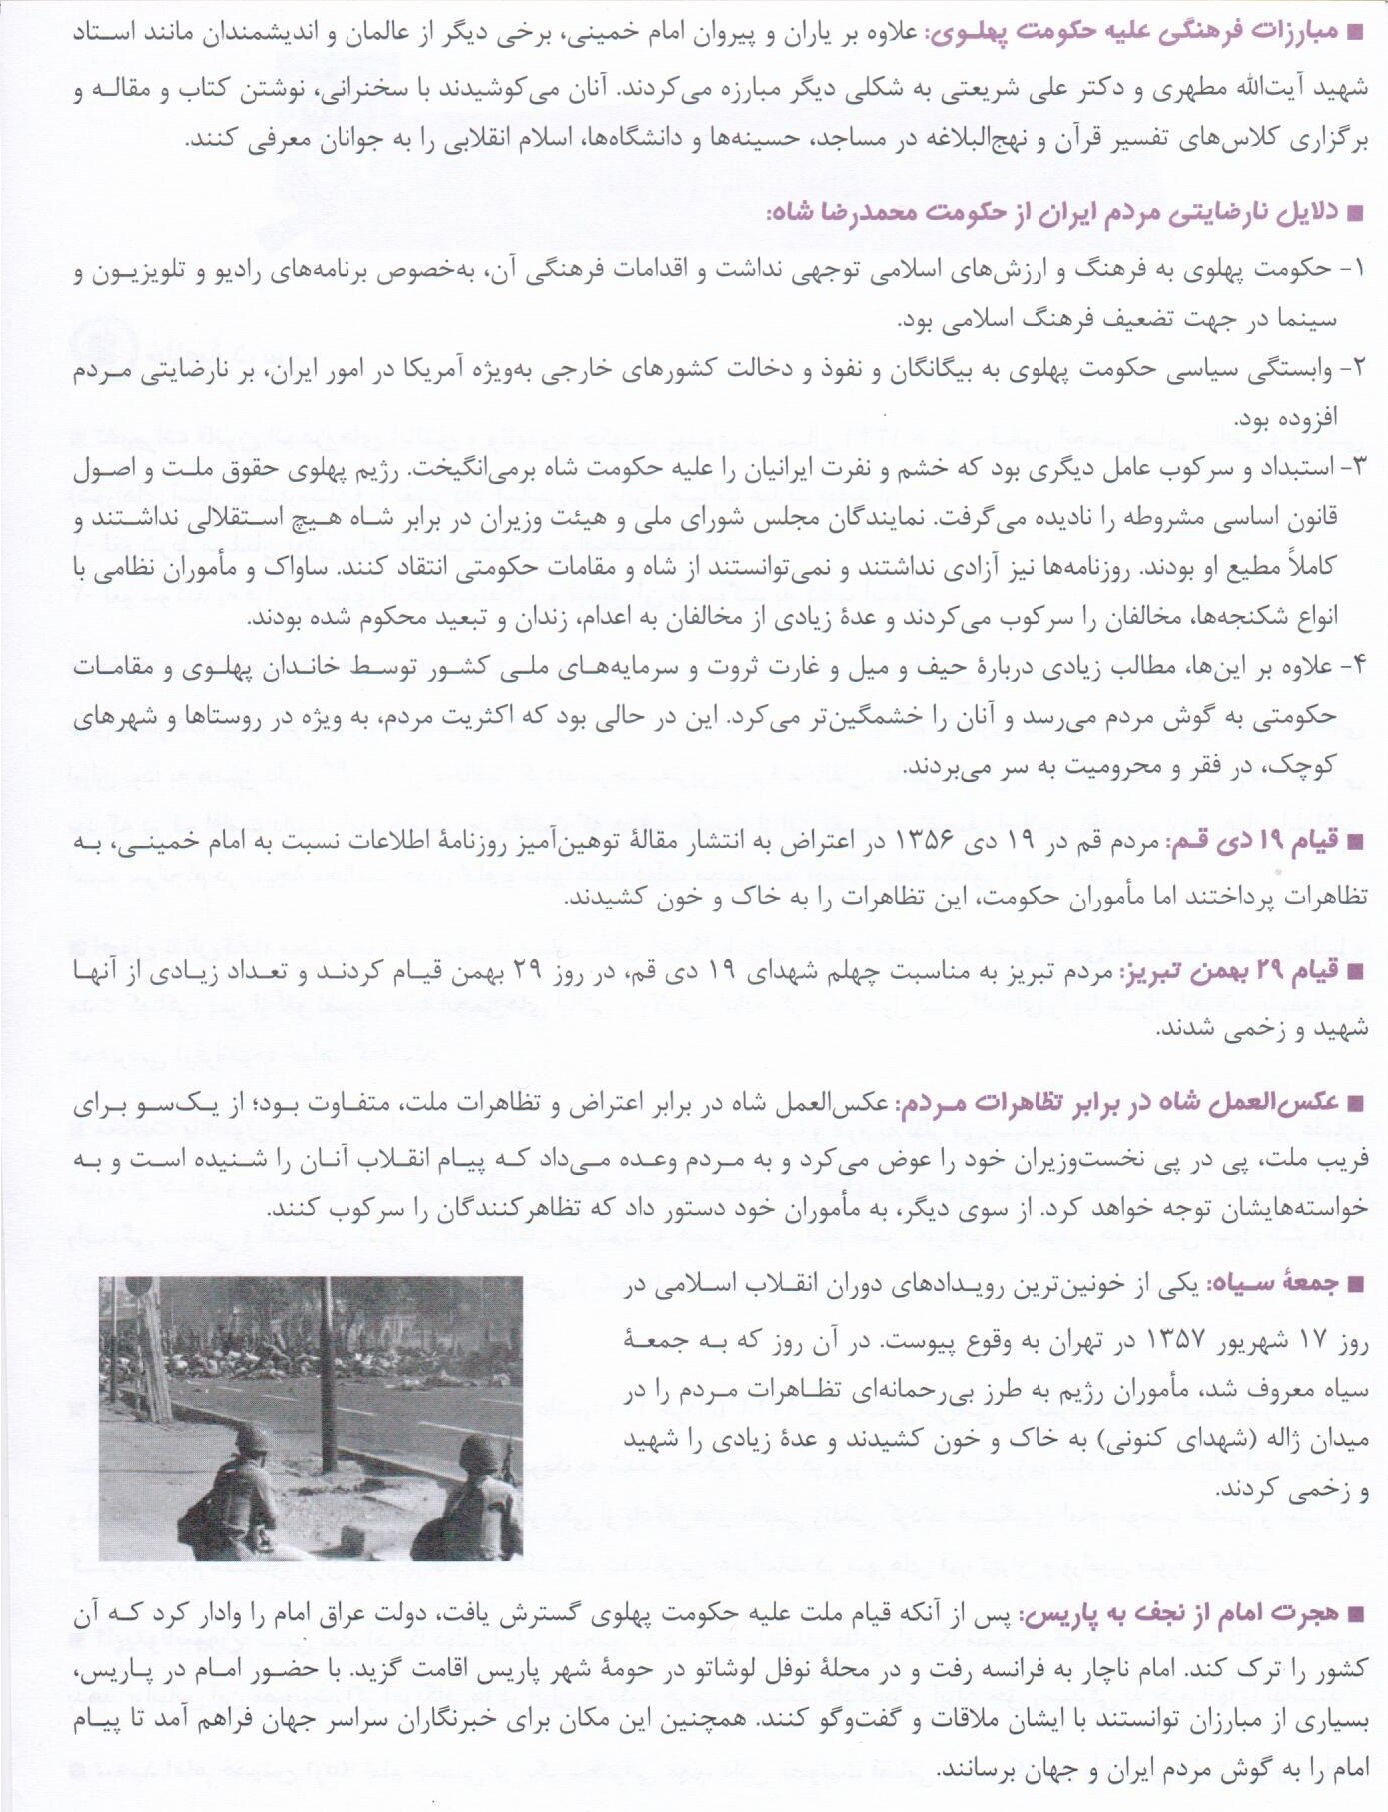 ■ مبارزات فرهنگی علیه حکومت پهلوی: علاوه بر یاران و پیروان امام خمینی، برخی دیگر از عالمان و اندیشمندان مانند استاد
شهید آیت‌الله مطهری و دکتر علی شریعتی به شکلی دیگر مبارزه می‌کردند. آنان می‌کوشیدند با سخنرانی، نوشتن کتاب و مقاله و
برگزاری کلاس‌های تفسیر قرآن و نهج‌البلاغه در مساجد، حسینه‌ها و دانشگاه‌ها، اسلام انقلابی را به جوانان معرفی کنند.
■ دلایل نارضایتی مردم ایران از حکومت محمدرضا شاه:
۱- حکومت پهلوی به فرهنگ و ارزش‌های اسلامی توجهی نداشت و اقدامات فرهنگی آن، به‌خصوص برنامه‌های رادیو و تلویزیون و
سینما در جهت تضعیف فرهنگ اسلامی بود.
۲- وابستگی سیاسی حکومت پهلوی به بیگانگان و نفوذ و دخالت کشورهای خارجی به‌ویژه آمریکا در امور ایران، بر نارضایتی مردم
افزوده بود.
۳- استبداد و سرکوب عامل دیگری بود که خشم و نفرت ایرانیان را علیه حکومت شاه برمی‌انگیخت. رژیم پهلوی حقوق ملت و اصول
قانون اساسی مشروطه را نادیده می‌گرفت. نمایندگان مجلس شورای ملی و هیئت وزیران در برابر شاه هیچ استقلالی نداشتند و
کاملاً مطیع او بودند. روزنامه‌ها نیز آزادی نداشتند و نمی‌توانستند از شاه و مقامات حکومتی انتقاد کنند. ساواک و مأموران نظامی با
انواع شکنجه‌ها، مخالفان را سرکوب می‌کردند و عدهٔ زیادی از مخالفان به اعدام، زندان و تبعید محکوم شده بودند.
۴- علاوه بر این‌ها، مطالب زیادی دربارهٔ حیف و میل و غارت ثروت و سرمایه‌های ملی کشور توسط خاندان پهلوی و مقامات
حکومتی به گوش مردم می‌رسد و آنان را خشمگین‌تر می‌کرد. این در حالی بود که اکثریت مردم، به ویژه در روستاها و شهرهای
کوچک، در فقر و محرومیت به سر می‌بردند.
■ قیام ۱۹ دی قم: مردم قم در ۱۹ دی ۱۳۵۶ در اعتراض به انتشار مقالهٔ توهین‌آمیز روزنامهٔ اطلاعات نسبت به امام خمینی، به
تظاهرات پرداختند اما مأموران حکومت، این تظاهرات را به خاک و خون کشیدند.
■ قیام ۲۹ بهمن تبریز: مردم تبریز به مناسبت چهلم شهدای ۱۹ دی قم، در روز ۲۹ بهمن قیام کردند و تعداد زیادی از آنها
شهید و زخمی شدند.
■ عکس‌العمل شاه در برابر تظاهرات مردم: عکس‌العمل شاه در برابر اعتراض و تظاهرات ملت، متفاوت بود؛ از یک‌سو برای
فریب ملت، پی در پی نخست‌وزیران خود را عوض می‌کرد و به مردم وعده می‌داد که پیام انقلاب آنان را شنیده است و به
خواسته‌هایشان توجه خواهد کرد. از سوی دیگر، به مأموران خود دستور داد که تظاهرکنندگان را سرکوب کنند.
■ جمعهٔ سیاه: یکی از خونین‌ترین رویدادهای دوران انقلاب اسلامی در
روز ۱۷ شهریور ۱۳۵۷ در تهران به وقوع پیوست. در آن روز که به جمعهٔ
سیاه معروف شد، مأموران رژیم به طرز بی‌رحمانه‌ای تظاهرات مردم را در
میدان ژاله (شهدای کنونی) به خاک و خون کشیدند و عدهٔ زیادی را شهید
و زخمی کردند.
■ هجرت امام از نجف به پاریس: پس از آنکه قیام ملت علیه حکومت پهلوی گسترش یافت، دولت عراق امام را وادار کرد که آن
کشور را ترک کند. امام ناچار به فرانسه رفت و در محلهٔ نوفل لوشاتو در حومهٔ شهر پاریس اقامت گزید. با حضور امام در پاریس،
بسیاری از مبارزان توانستند با ایشان ملاقات و گفت‌وگو کنند. همچنین این مکان برای خبرنگاران سراسر جهان فراهم آمد تا پیام
امام را به گوش مردم ایران و جهان برسانند.